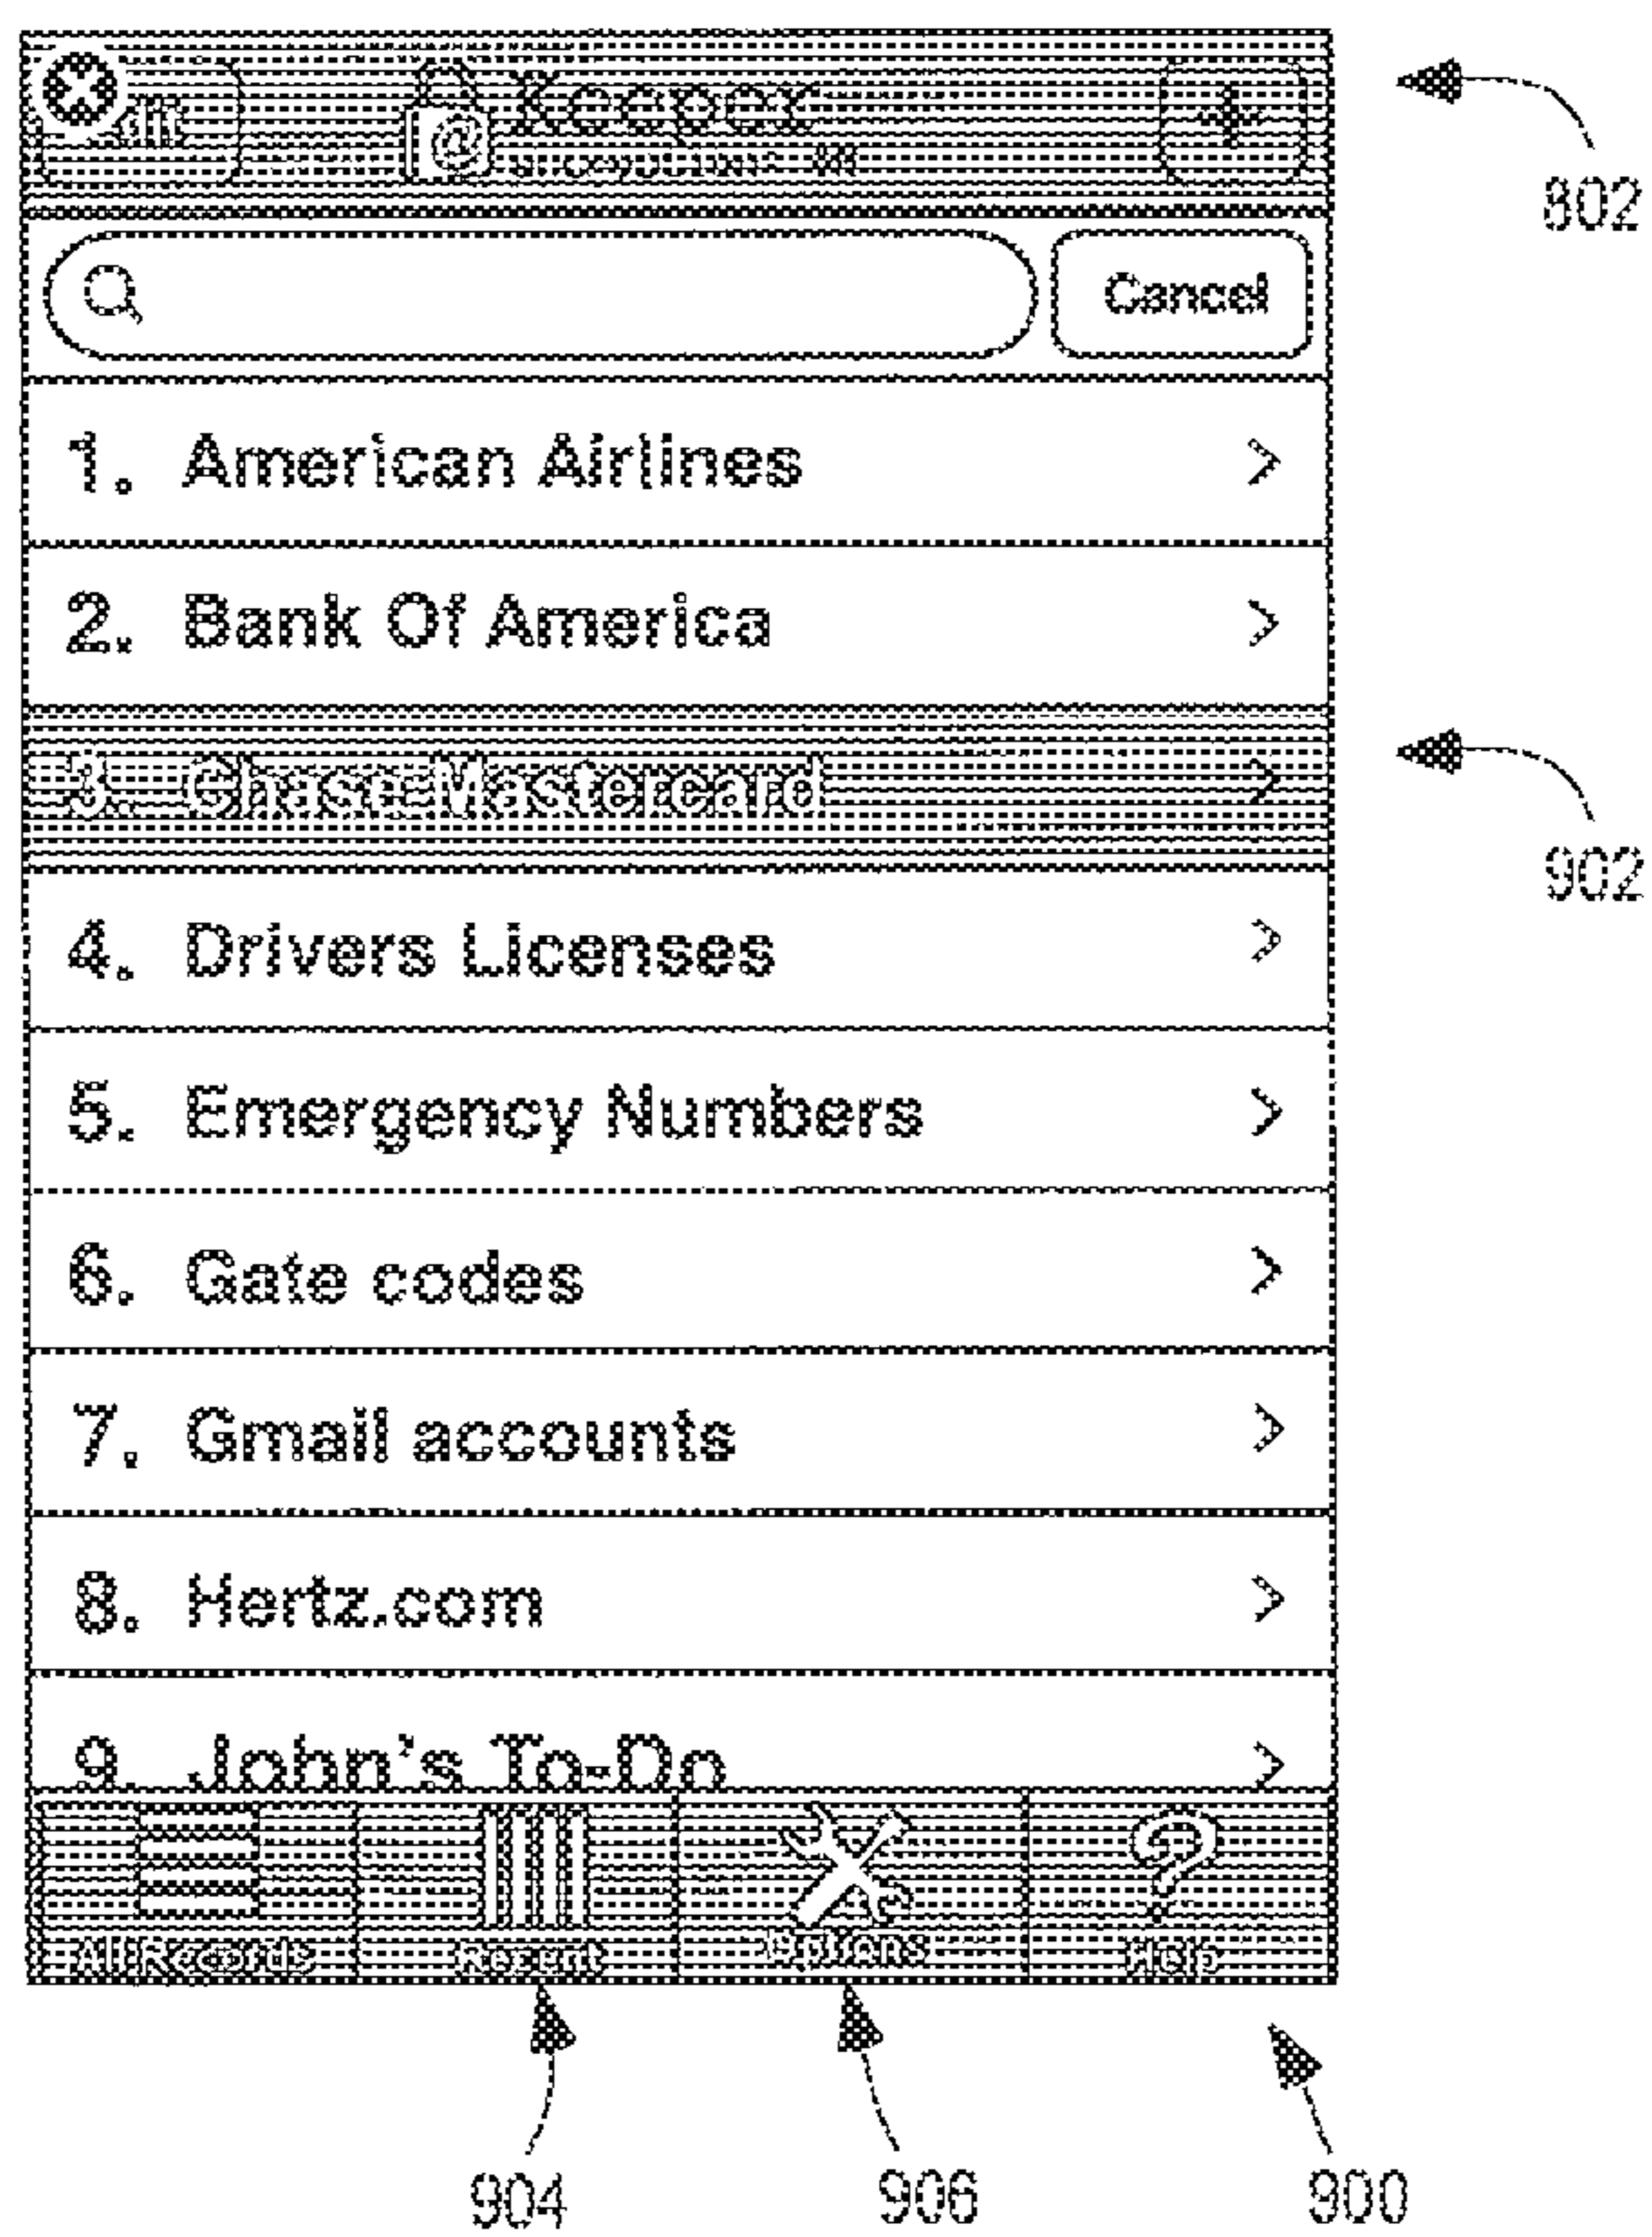 Keeper
802
Cancel
1. American Airlines >
2. Bank Of America >
3. Chase Mastercard >
902
4. Drivers Licenses >
5. Emergency Numbers >
6. Gate codes >
7. Gmail accounts >
8. Hertz.com >
9. John's To-Do >
All Records Recent Options Help
904 906 900